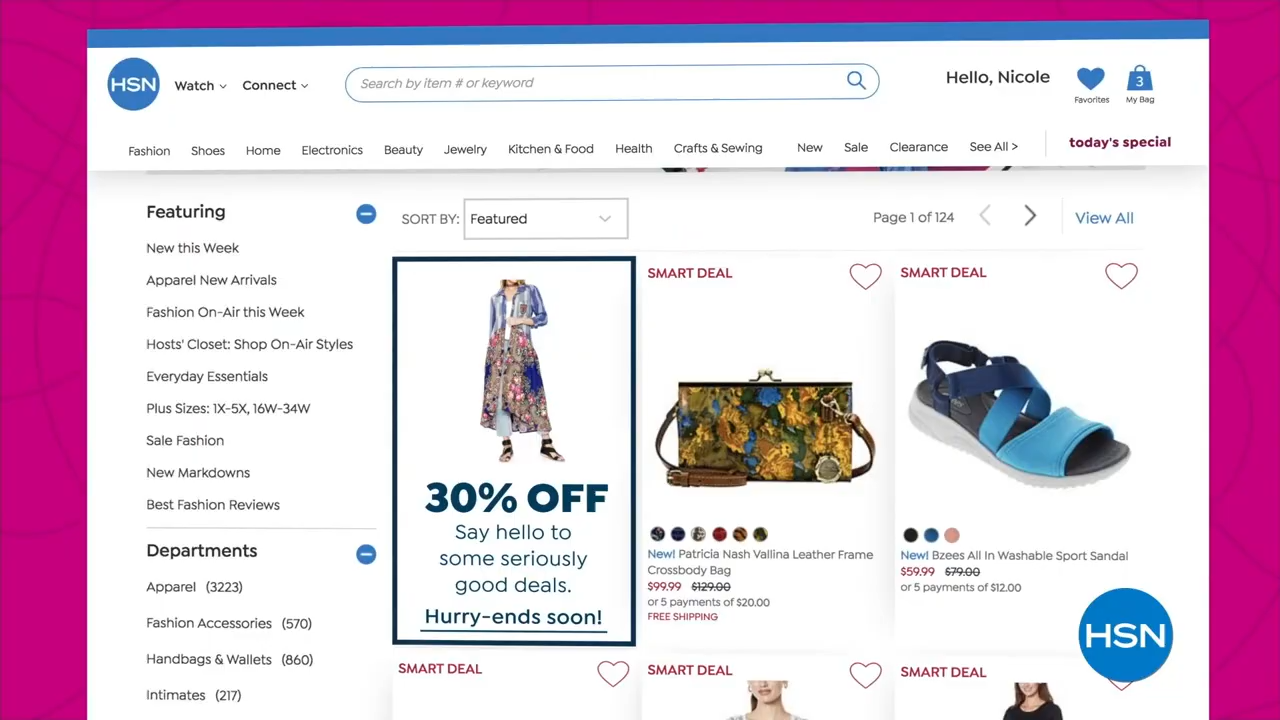 HSN
Watch
Connect
Search by item # or keyword
Hello, Nicole
Favorites
3
My Bag
Fashion
Shoes
Home
Electronics
Beauty
Jewelry
Kitchen & Food
Health
Crafts & Sewing
New
Sale
Clearance
See All >
today's special
Featuring
New this Week
Apparel New Arrivals
Fashion On-Air this Week
Hosts' Closet: Shop On-Air Styles
Everyday Essentials
Plus Sizes: 1X-5X, 16W-34W
Sale Fashion
New Markdowns
Best Fashion Reviews
Departments
Apparel (3223)
Fashion Accessories (570)
Handbags & Wallets (860)
Intimates (217)
SORT BY: Featured
Page 1 of 124
View All
30% OFF
Say hello to
some seriously
good deals.
Hurry-ends soon!
SMART DEAL
New! Patricia Nash Vallina Leather Frame
Crossbody Bag
$99.99 $129.00
or 5 payments of $20.00
FREE SHIPPING
SMART DEAL
New! Bzees All In Washable Sport Sandal
$59.99 $79.00
or 5 payments of $12.00
SMART DEAL
SMART DEAL
SMART DEAL
HSN